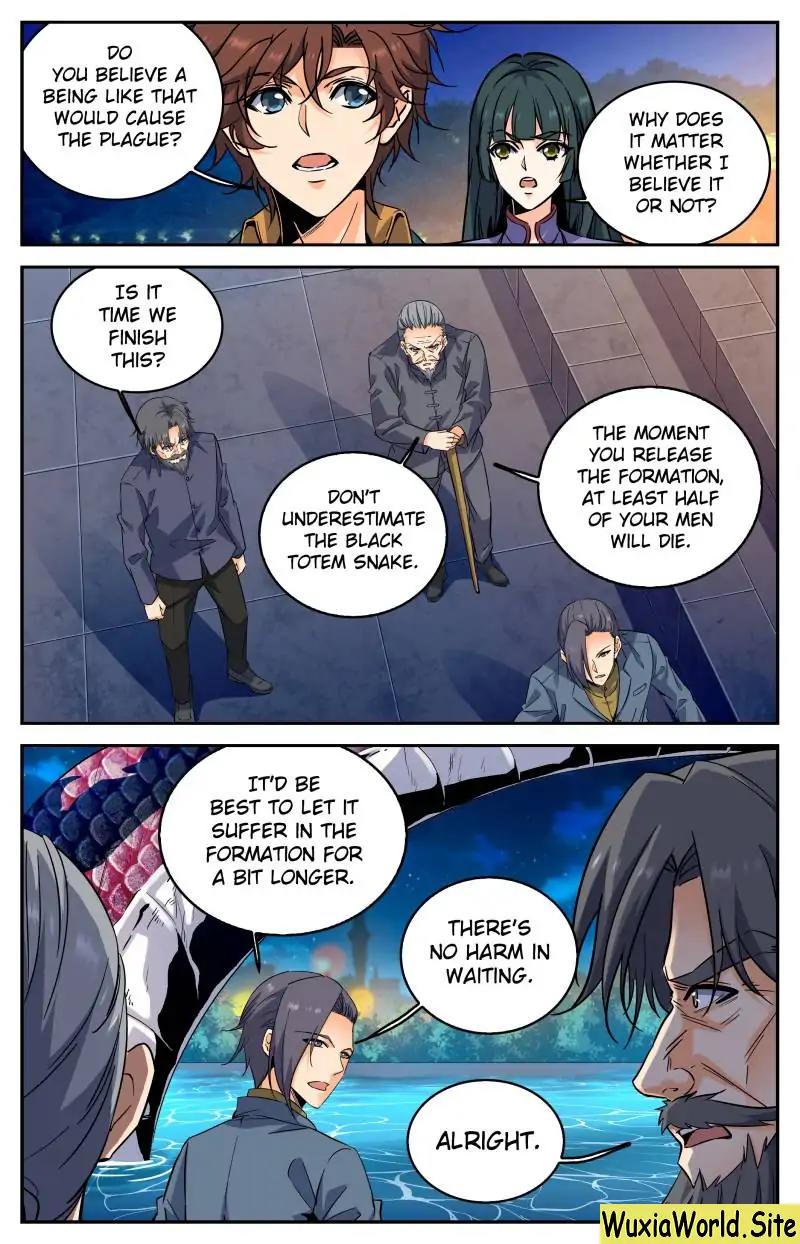 DO
YOU BELIEVE A
BEING LIKE THAT
WOULD CAUSE
THE PLAGUE?
WHY DOES
IT MATTER
WHETHER I
BELIEVE IT
OR NOT?
IS IT
TIME WE
FINISH
THIS?
DON'T
UNDERESTIMATE
THE BLACK
TOTEM SNAKE.
THE MOMENT
YOU RELEASE
THE FORMATION,
AT LEAST HALF
OF YOUR MEN
WILL DIE.
IT'D BE
BEST TO LET IT
SUFFER IN THE
FORMATION FOR
A BIT LONGER.
THERE'S
NO HARM IN
WAITING.
ALRIGHT.
WuxiaWorld.Site